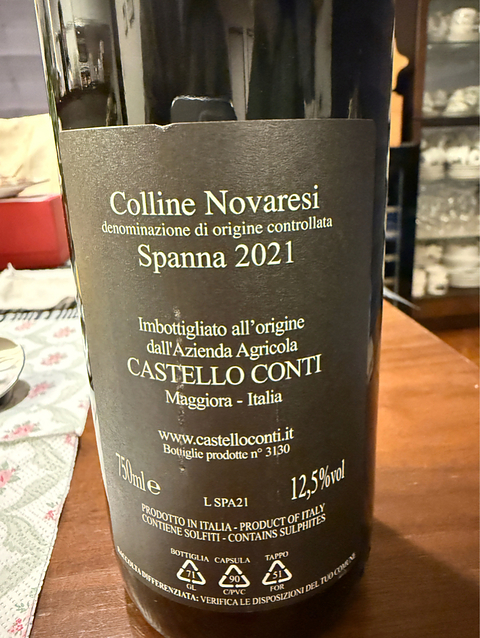 Colline Novaresi
denominazione di origine controllata
Spanna 2021
Imbottigliato all'origine
dall'Azienda Agricola
CASTELLO CONTI
Maggiora - Italia
www.castelloconti.it
Bottiglie prodotte n° 3130
750ml e
12,5%vol
L SPA21
PRODOTTO IN ITALIA - PRODUCT OF ITALY
CONTIENE SOLFITI - CONTAINS SULPHITES
BOTTIGLIA CAPSULA TAPPO
71 90 51
GL C/PVC FOR
DIFFERENZIATA: VERIFICA LE DISPOSIZIONI DEL TUO COMUNE